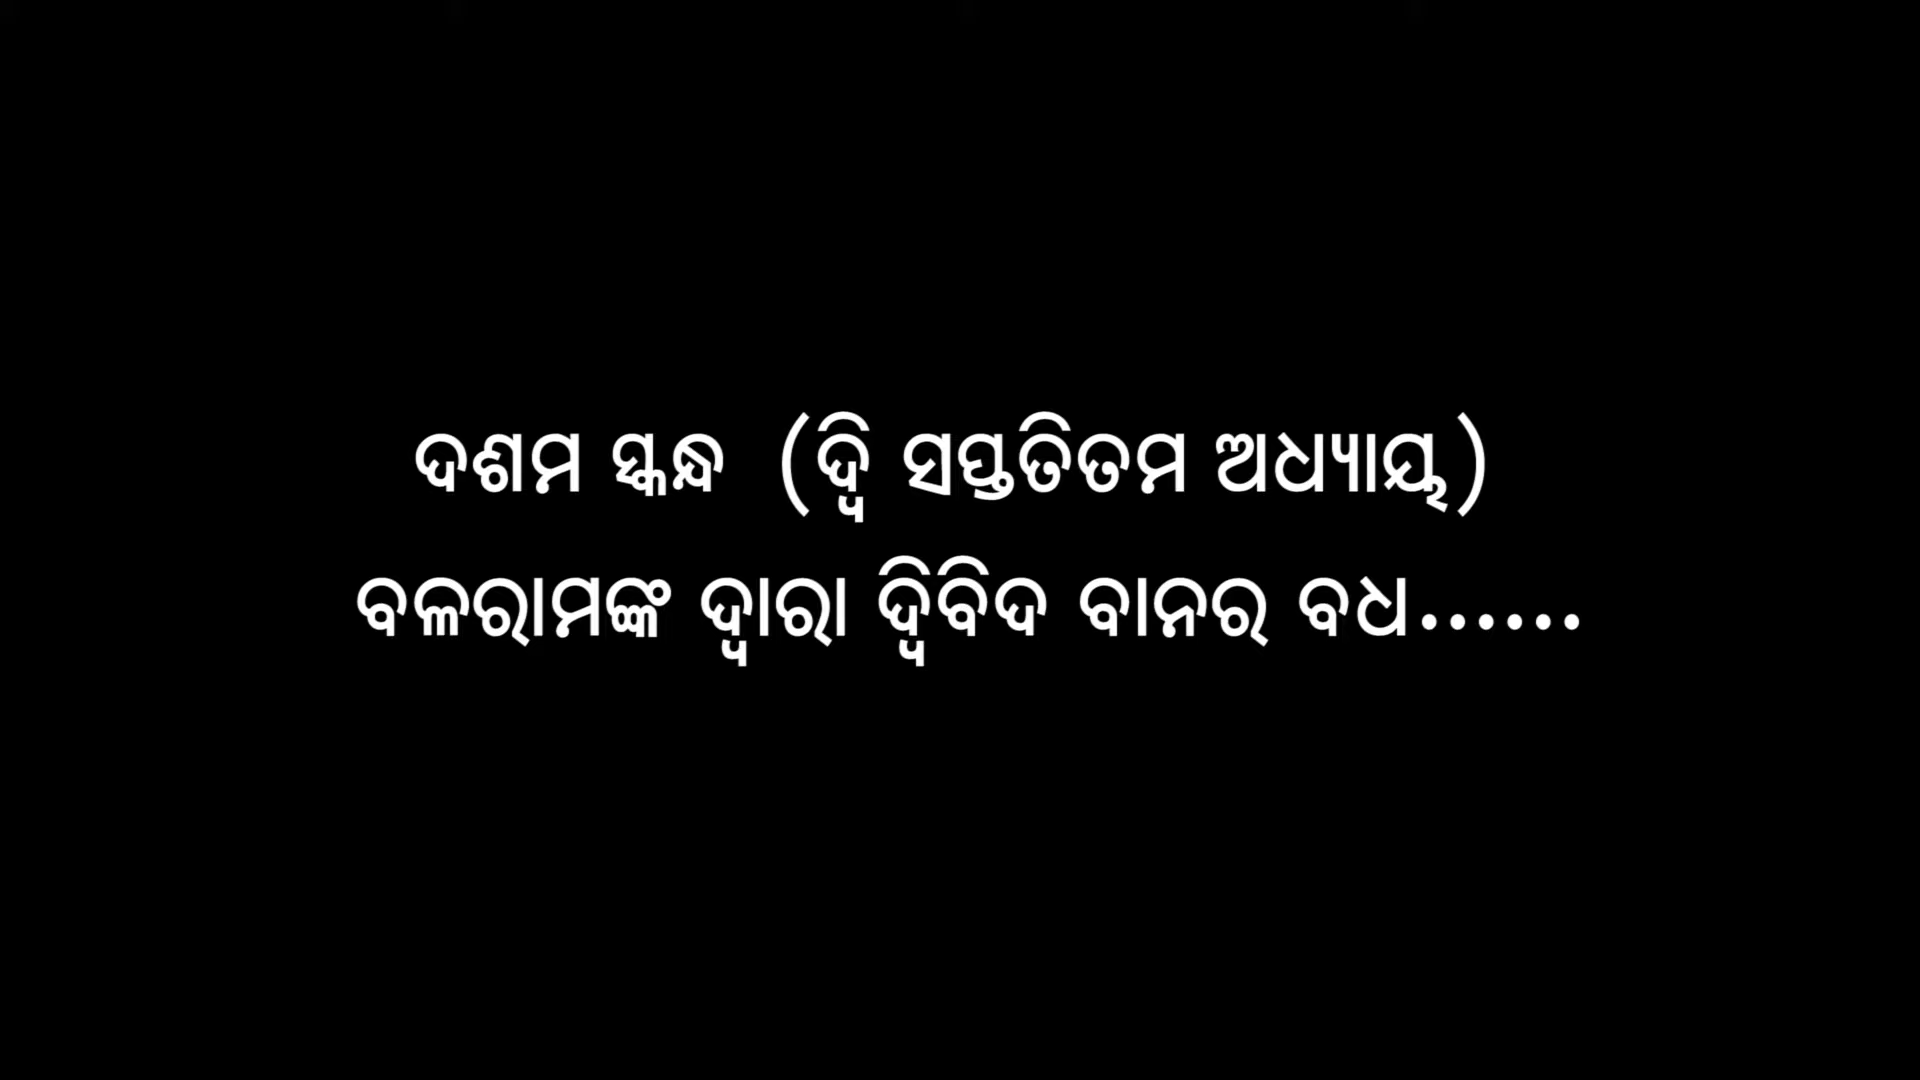 ଦଶମ ସ୍କନ୍ଧ (ଦ୍ୱି ସପ୍ତତିତମ ଅଧ୍ୟାୟ)
ବଳରାମଙ୍କ ଦ୍ୱାରା ଦ୍ୱିବିଦ ବାନର ବଧ......